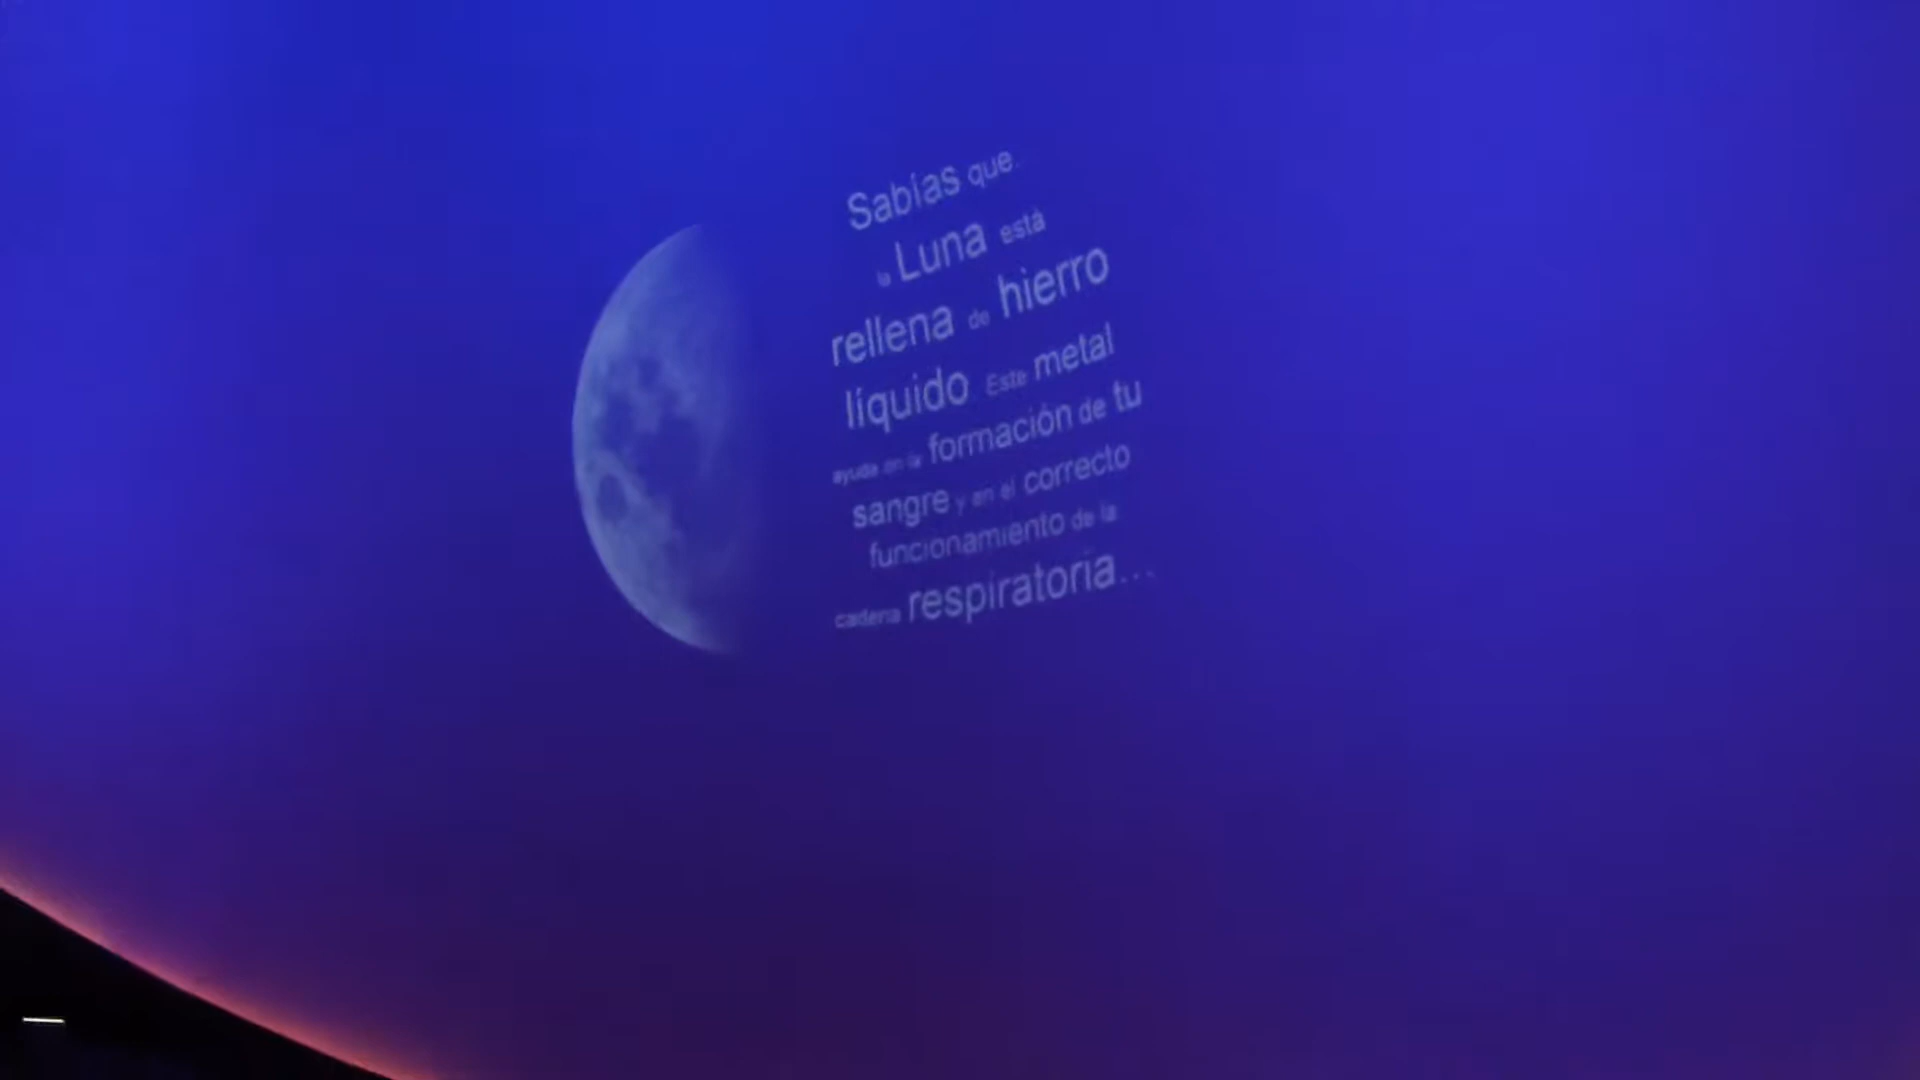 Sabías que
la Luna está
rellena de hierro
líquido Este metal
ayuda en la formación de tu
sangre y en el correcto
funcionamiento de la
cadena respiratoria...